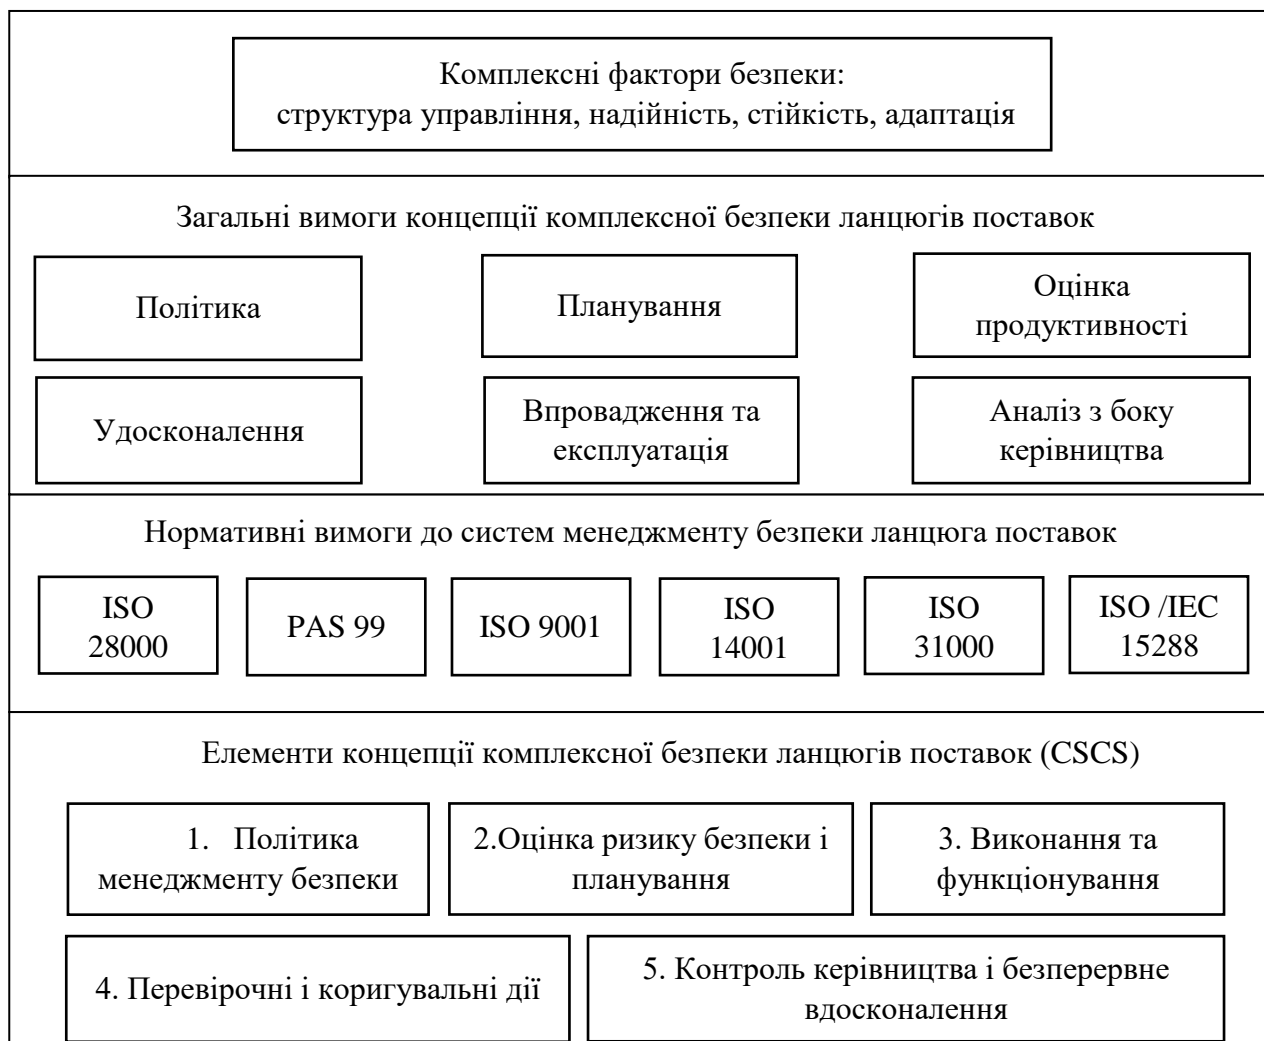 Комплексні фактори безпеки:
структура управління, надійність, стійкість, адаптація
Загальні вимоги концепції комплексної безпеки ланцюгів поставок
Політика
Планування
Оцінка
продуктивності
Удосконалення
Впровадження та
експлуатація
Аналіз з боку
керівництва
Нормативні вимоги до систем менеджменту безпеки ланцюга поставок
ISO
28000
PAS 99
ISO 9001
ISO
14001
ISO
31000
ISO /IEC
15288
Елементи концепції комплексної безпеки ланцюгів поставок (CSCS)
1. Політика
менеджменту безпеки
2.Оцінка ризику безпеки і
планування
3. Виконання та
функціонування
4. Перевірочні і коригувальні дії
5. Контроль керівництва і безперервне
вдосконалення